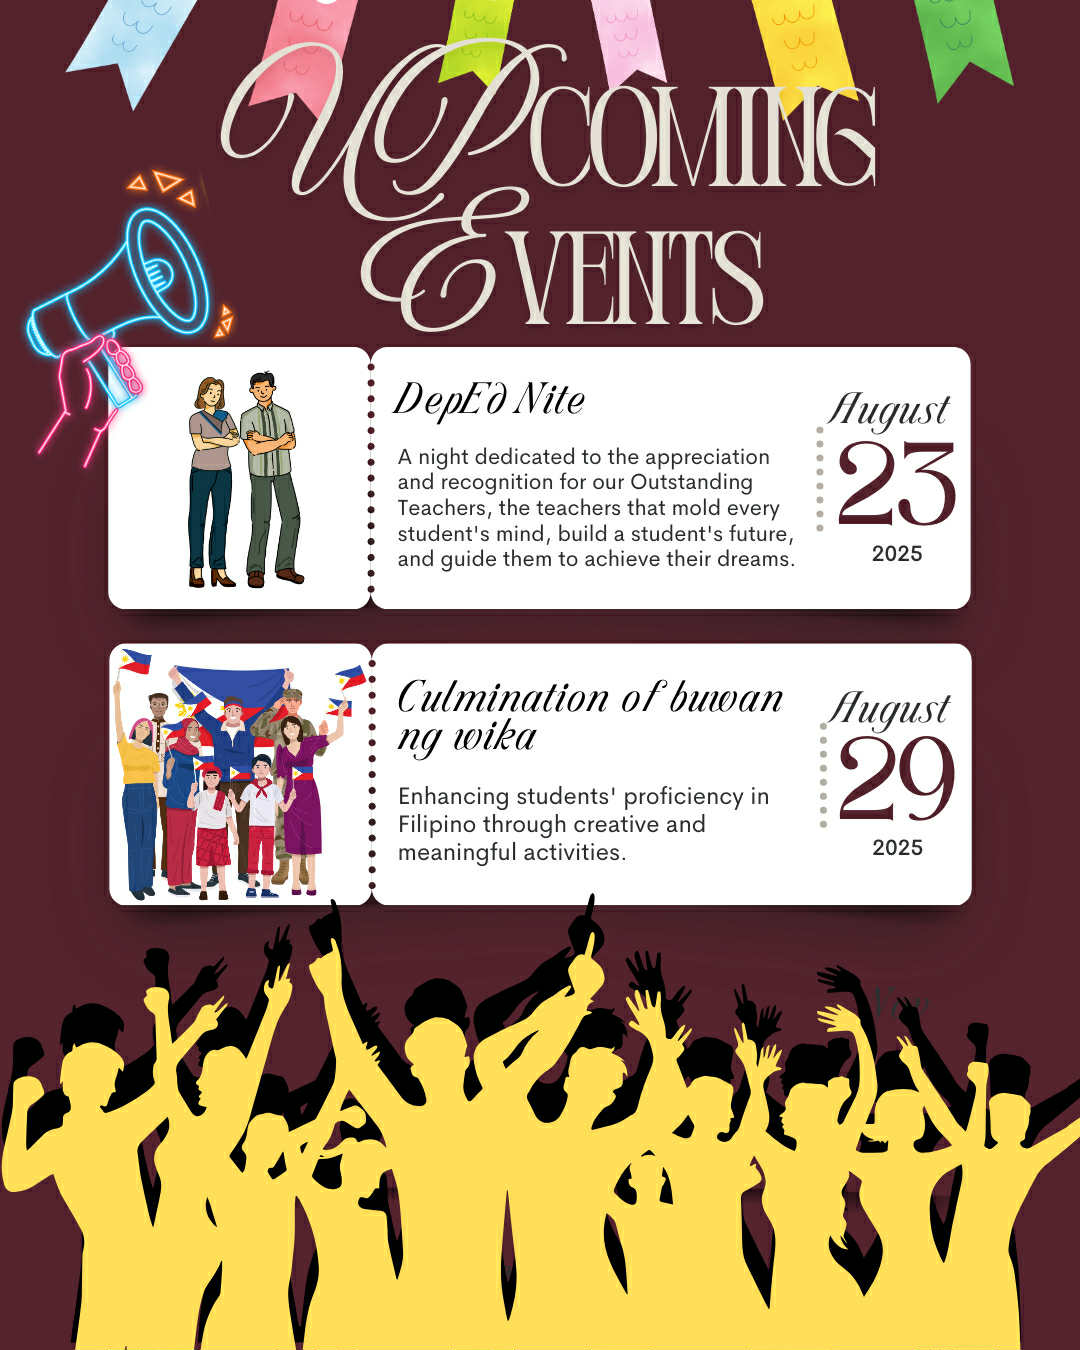 UPCOMING
EVENTS
DepEd Nite
A night dedicated to the appreciation
and recognition for our Outstanding
Teachers, the teachers that mold every
student's mind, build a student's future,
and guide them to achieve their dreams.
August
23
2025
Culmination of buwan
ng wika
Enhancing students' proficiency in
Filipino through creative and
meaningful activities.
August
29
2025